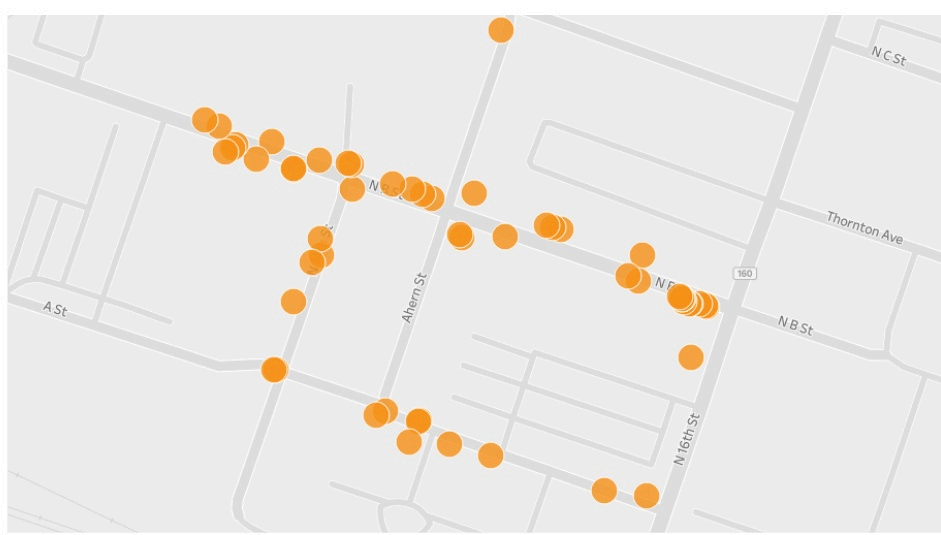 N C St
Thornton Ave
160
Ahern St
A St
N B St
N 16th St